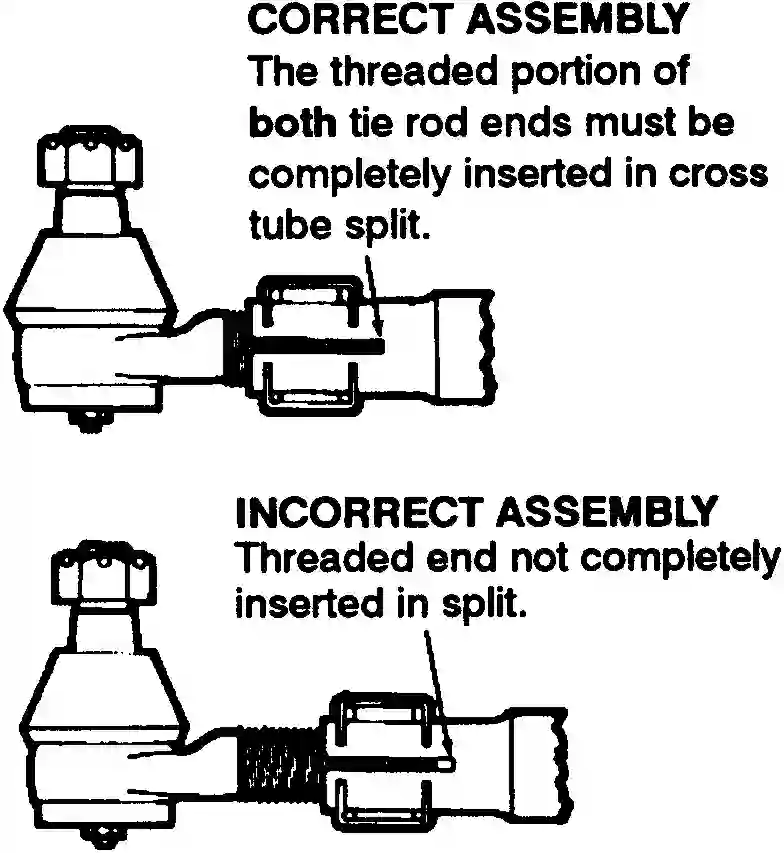 CORRECT ASSEMBLY
The threaded portion of
both tie rod ends must be
completely inserted in cross
tube split.
INCORRECT ASSEMBLY
Threaded end not completely
inserted in split.